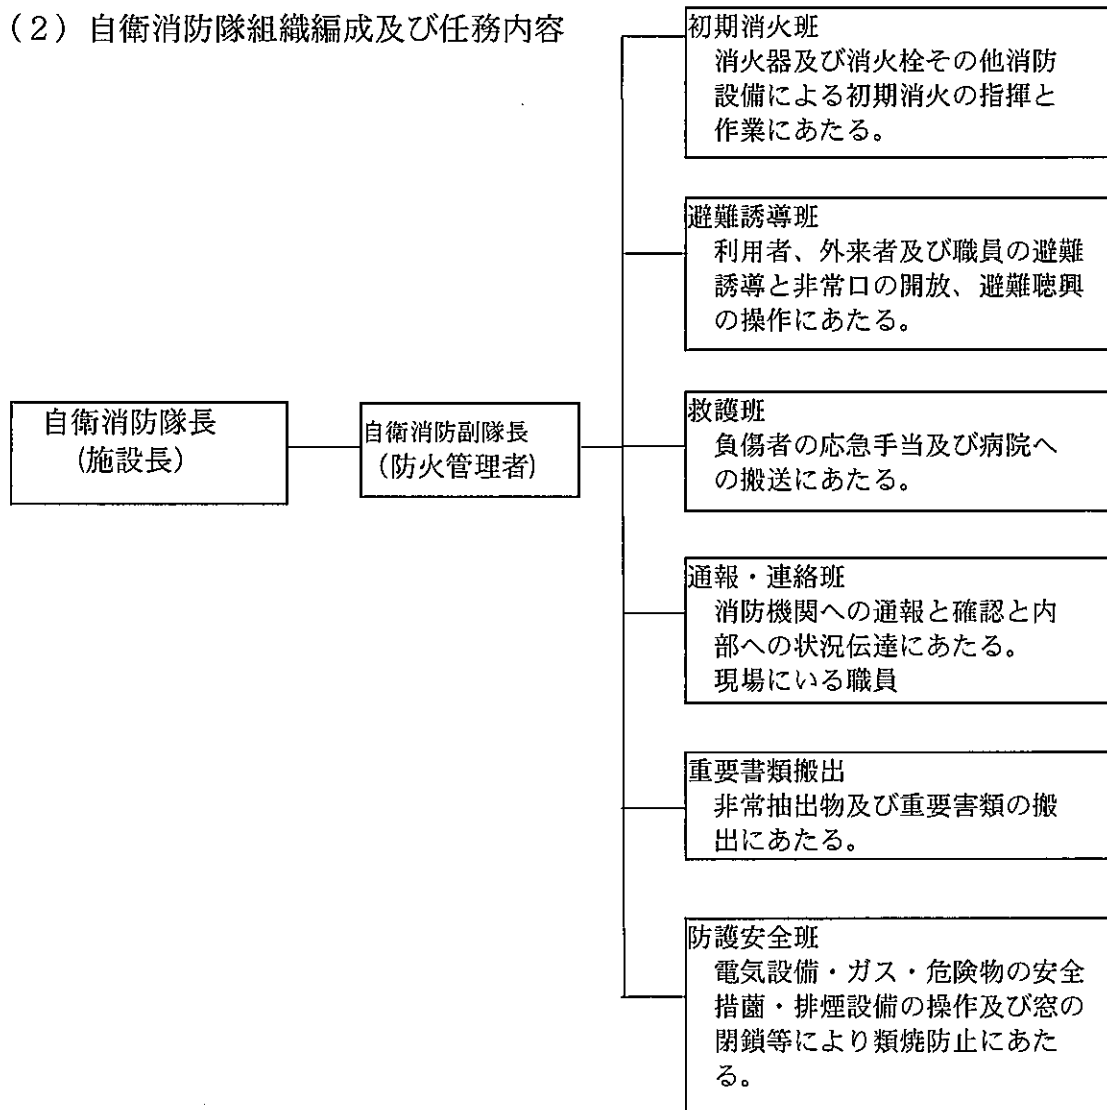 (2) 自衛消防隊組織編成及び任務内容
自衛消防隊長
(施設長)
自衛消防副隊長
(防火管理者)
初期消火班
消火器及び消火栓その他消防
設備による初期消火の指揮と
作業にあたる。
避難誘導班
利用者、外来者及び職員の避難
誘導と非常口の開放、避難聴興
の操作にあたる。
救護班
負傷者の応急手当及び病院へ
の搬送にあたる。
通報・連絡班
消防機関への通報と確認と内
部への状況伝達にあたる。
現場にいる職員
重要書類搬出
非常抽出物及び重要害類の搬
出にあたる。
防護安全班
電気設備・ガス・危険物の安全
措菌・排煙設備の操作及び窓の
閉鎖等により類焼防止にあた
る。